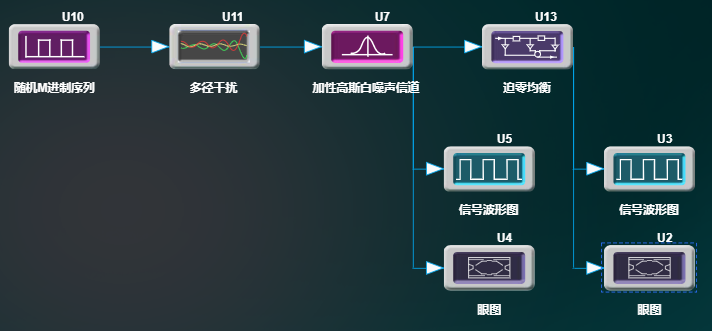 U10
U11
U7
U13
随机M进制序列
多径干扰
加性高斯白噪声信道
迫零均衡
U5
U3
信号波形图
信号波形图
U4
U2
眼图
眼图